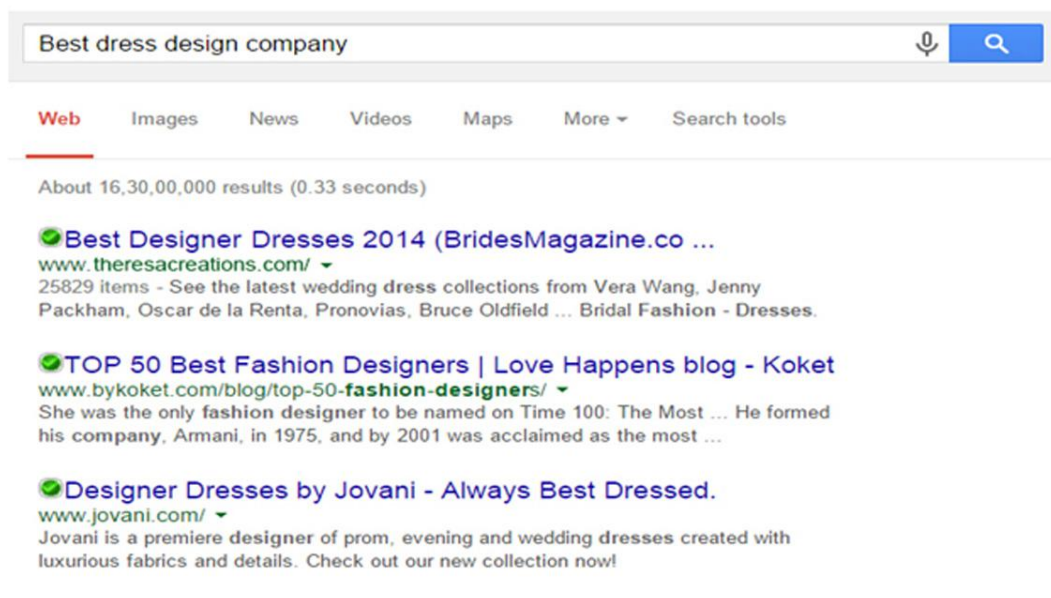 Best dress design company
Web Images News Videos Maps More Search tools
About 16,30,00,000 results (0.33 seconds)
Best Designer Dresses 2014 (BridesMagazine.co ...
www.theresacreations.com/
25829 items - See the latest wedding dress collections from Vera Wang, Jenny
Packham, Oscar de la Renta, Pronovias, Bruce Oldfield ... Bridal Fashion - Dresses.
TOP 50 Best Fashion Designers | Love Happens blog - Koket
www.bykoket.com/blog/top-50-fashion-designers/
She was the only fashion designer to be named on Time 100: The Most ... He formed
his company, Armani, in 1975, and by 2001 was acclaimed as the most ...
Designer Dresses by Jovani - Always Best Dressed.
www.jovani.com/
Jovani is a premiere designer of prom, evening and wedding dresses created with
luxurious fabrics and details. Check out our new collection now!